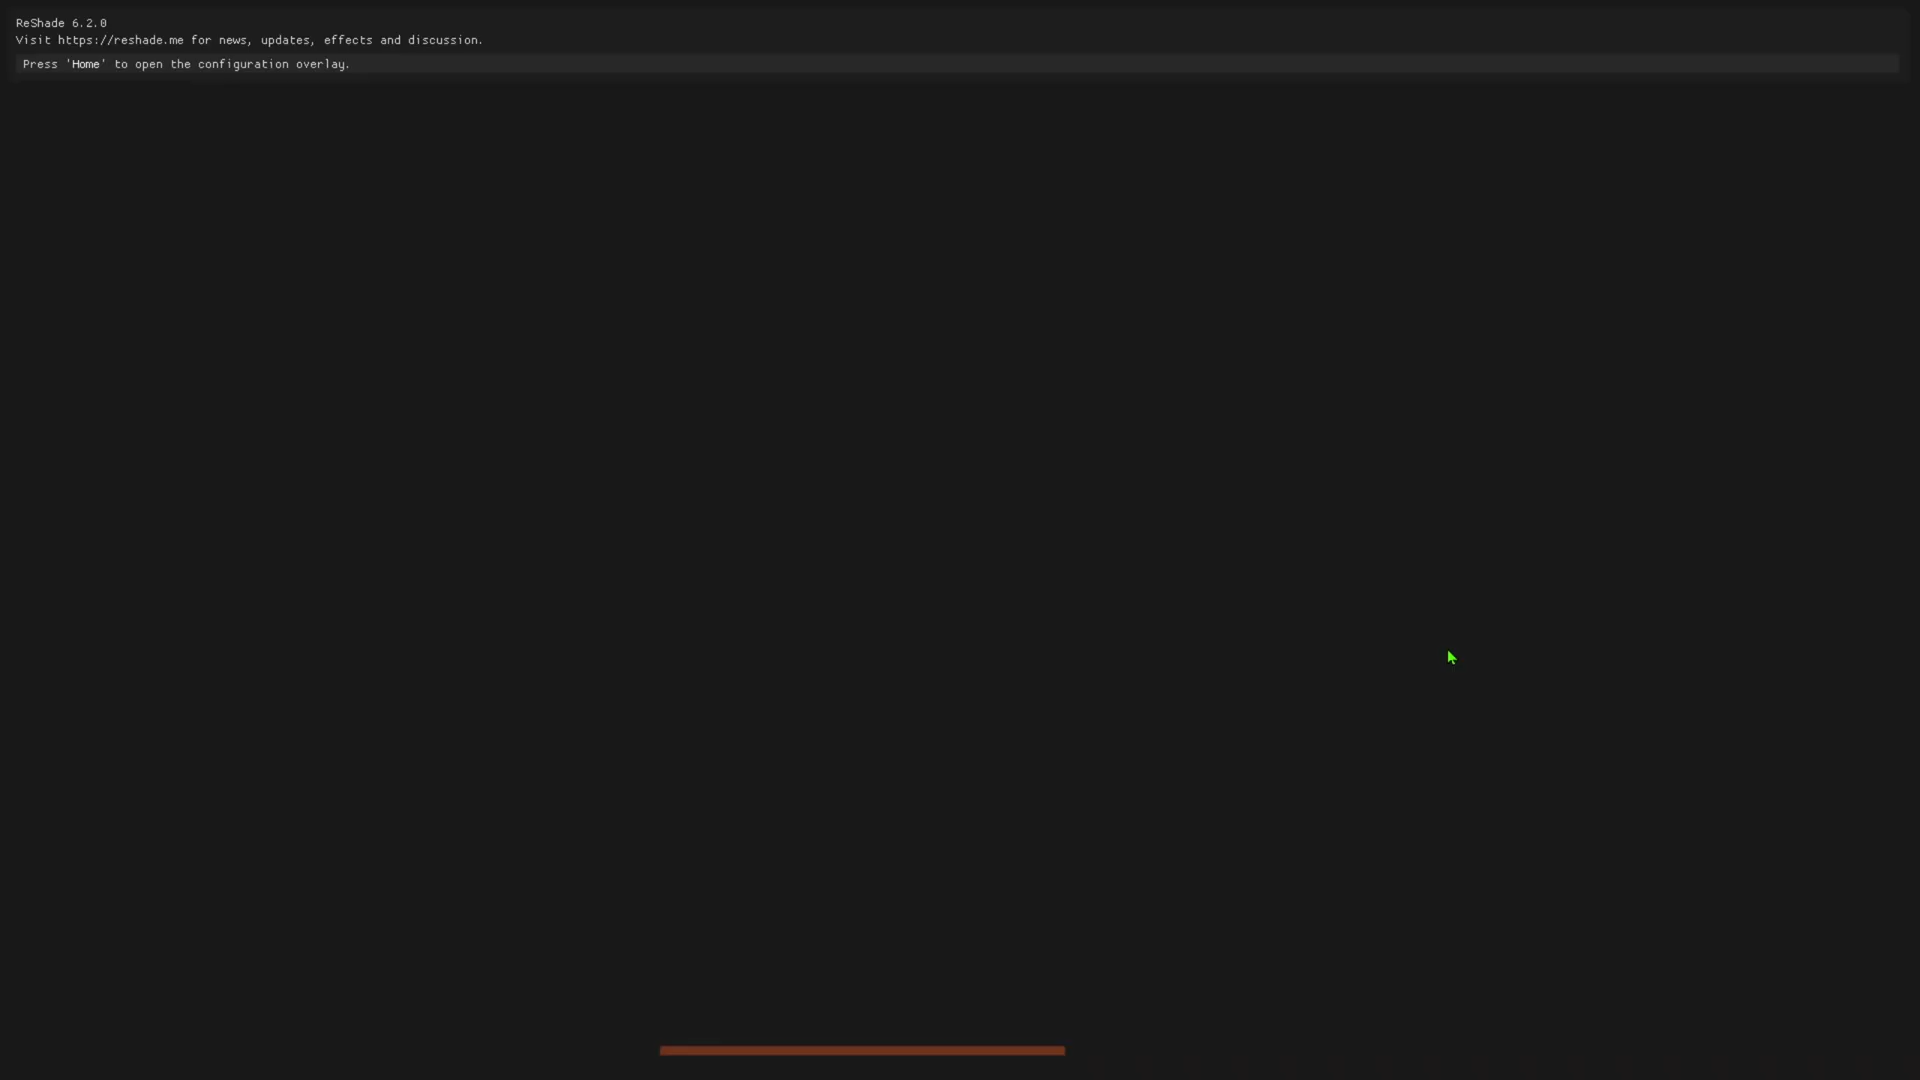 ReShade 6.2.0
Visit https://reshade.me for news, updates, effects and discussion.
Press 'Home' to open the configuration overlay.